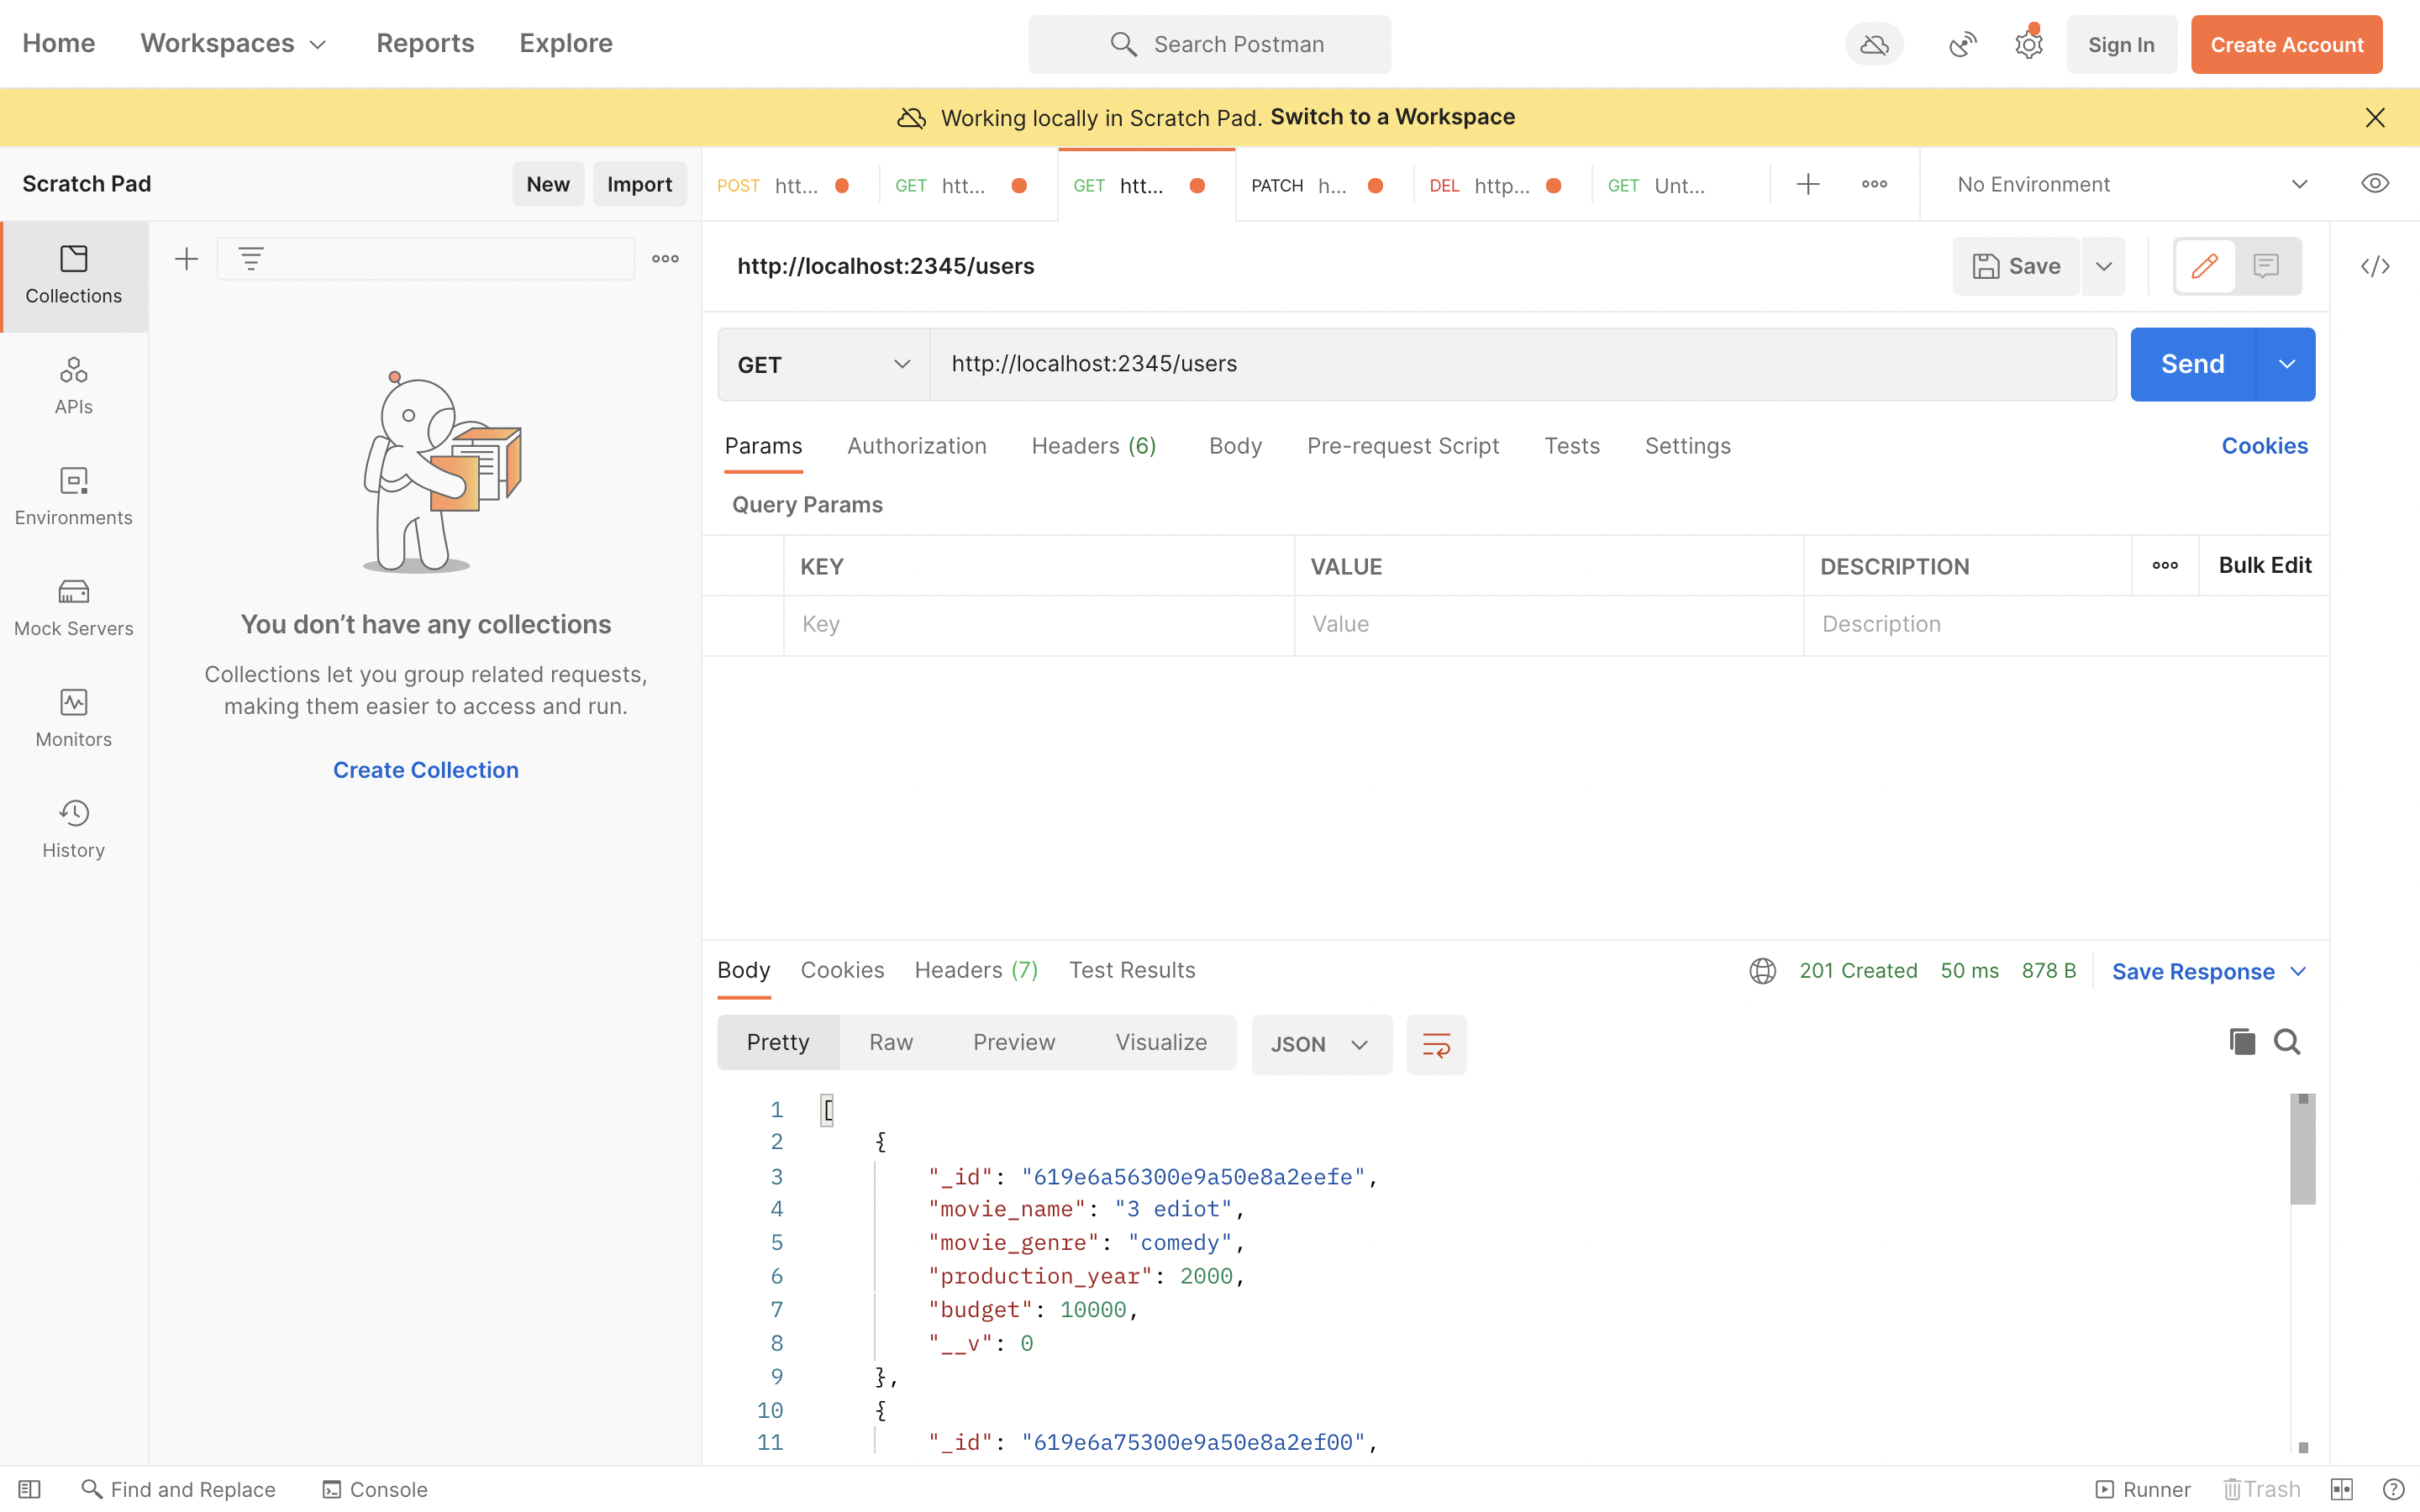 Home Workspaces Reports Explore Search Postman Sign In Create Account
Working locally in Scratch Pad. Switch to a Workspace
Scratch Pad New Import POST htt... GET htt... GET htt... PATCH h... DEL http... GET Unt... No Environment
Collections
APIs
Environments
Mock Servers
Monitors
History
You don’t have any collections
Collections let you group related requests,
making them easier to access and run.
Create Collection
http://localhost:2345/users Save
GET http://localhost:2345/users Send
Params Authorization Headers (6) Body Pre-request Script Tests Settings Cookies
Query Params
KEY VALUE DESCRIPTION Bulk Edit
Key Value Description
Body Cookies Headers (7) Test Results 201 Created 50 ms 878 B Save Response
Pretty Raw Preview Visualize JSON
1 [
2 {
3 "_id": "619e6a56300e9a50e8a2eefe",
4 "movie_name": "3 ediot",
5 "movie_genre": "comedy",
6 "production_year": 2000,
7 "budget": 10000,
8 "__v": 0
9 },
10 {
11 "_id": "619e6a75300e9a50e8a2ef00",
Find and Replace Console Runner Trash